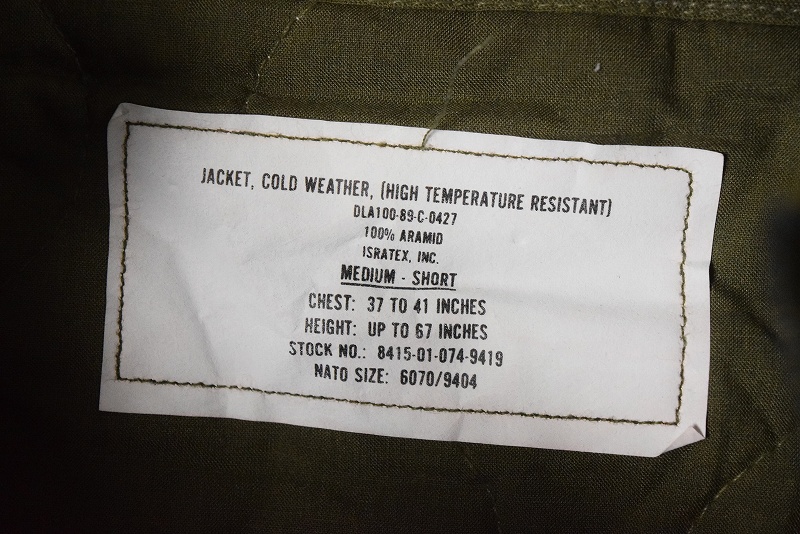 JACKET, COLD WEATHER, (HIGH TEMPERATURE RESISTANT)
DLA100-89-C-0427
100% ARAMID
ISRATEX, INC.
MEDIUM - SHORT
CHEST: 37 TO 41 INCHES
HEIGHT: UP TO 67 INCHES
STOCK NO.: 8415-01-074-9419
NATO SIZE: 6070/9404